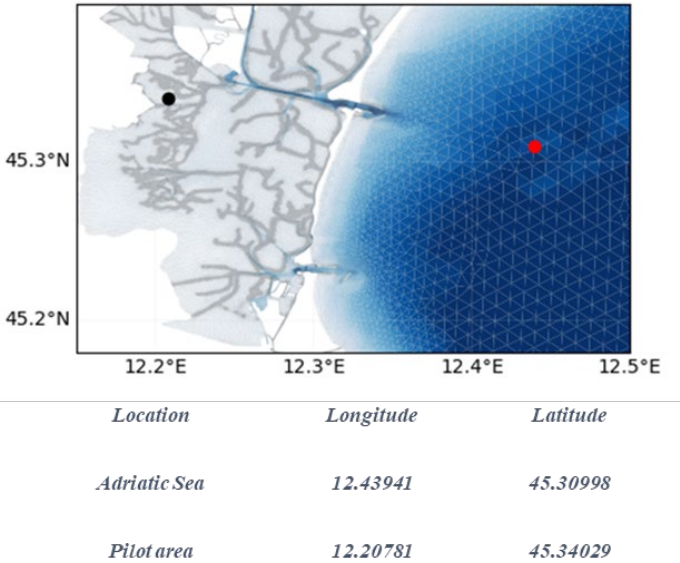 45.3°N
45.2°N
12.2°E 12.3°E 12.4°E 12.5°E
Location Longitude Latitude
Adriatic Sea 12.43941 45.30998
Pilot area 12.20781 45.34029